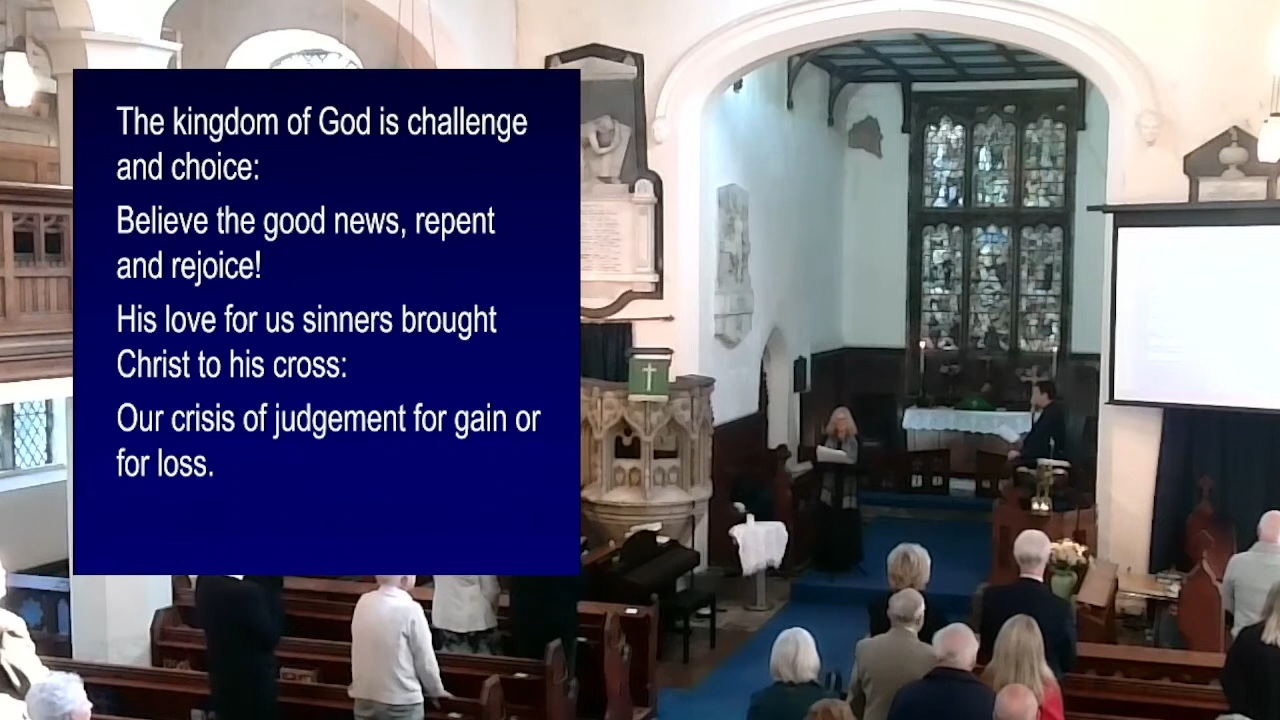 The kingdom of God is challenge
and choice:
Believe the good news, repent
and rejoice!
His love for us sinners brought
Christ to his cross:
Our crisis of judgement for gain or
for loss.